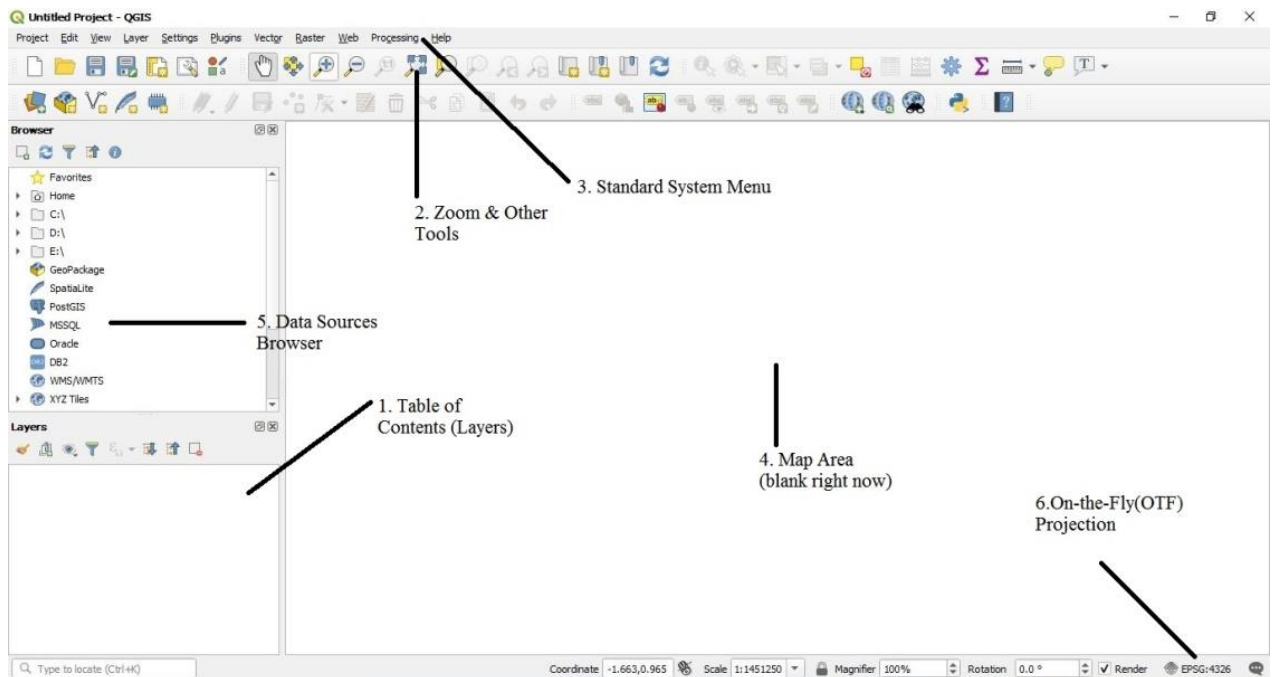 Untitled Project - QGIS
Project Edit View Layer Settings Plugins Vector Raster Web Processing Help
Browser
Favorites
Home
C:\
D:\
E:\
GeoPackage
SpatiaLite
PostGIS
MSSQL
Oracle
DB2
WMS/WMTS
XYZ Tiles
3. Standard System Menu
2. Zoom & Other
Tools
5. Data Sources
Browser
1. Table of
Contents (Layers)
4. Map Area
(blank right now)
6.On-the-Fly(OTF)
Projection
Layers
Type to locate (Ctrl+K)
Coordinate -1.663,0.965 Scale 1:1451250 Magnifier 100% Rotation 0.0 ° Render EPSG:4326